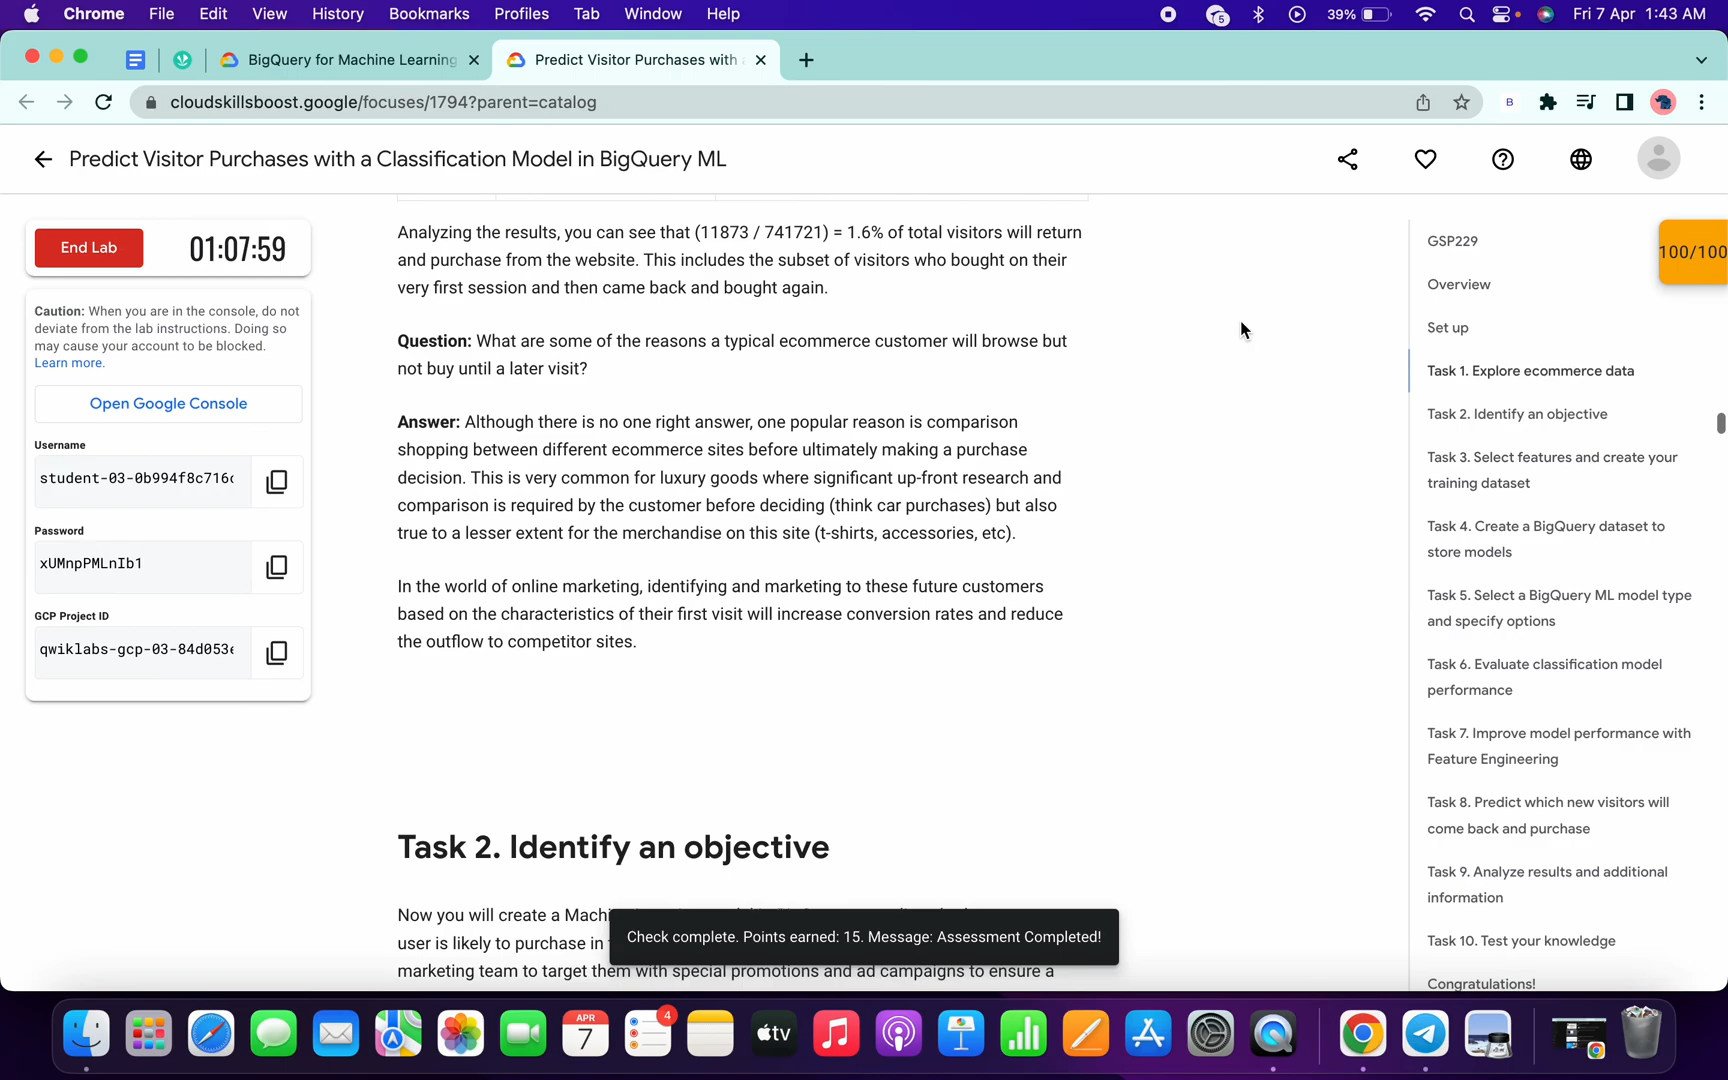 Chrome File Edit View History Bookmarks Profiles Tab Window Help 5 39% Fri 7 Apr 1:43 AM
BigQuery for Machine Learning Predict Visitor Purchases with
cloudskillsboost.google/focuses/1794?parent=catalog B
Predict Visitor Purchases with a Classification Model in BigQuery ML
End Lab 01:07:59
Caution: When you are in the console, do not
deviate from the lab instructions. Doing so
may cause your account to be blocked.
Learn more.
Open Google Console
Username
student-03-0b994f8c716
Password
xUMnpPMLnIb1
GCP Project ID
qwiklabs-gcp-03-84d053
Analyzing the results, you can see that (11873 / 741721) = 1.6% of total visitors will return
and purchase from the website. This includes the subset of visitors who bought on their
very first session and then came back and bought again.
Question: What are some of the reasons a typical ecommerce customer will browse but
not buy until a later visit?
Answer: Although there is no one right answer, one popular reason is comparison
shopping between different ecommerce sites before ultimately making a purchase
decision. This is very common for luxury goods where significant up-front research and
comparison is required by the customer before deciding (think car purchases) but also
true to a lesser extent for the merchandise on this site (t-shirts, accessories, etc).
In the world of online marketing, identifying and marketing to these future customers
based on the characteristics of their first visit will increase conversion rates and reduce
the outflow to competitor sites.
Task 2. Identify an objective
Now you will create a Machi
user is likely to purchase in
marketing team to target them with special promotions and ad campaigns to ensure a
Check complete. Points earned: 15. Message: Assessment Completed!
GSP229
100/100
Overview
Set up
Task 1. Explore ecommerce data
Task 2. Identify an objective
Task 3. Select features and create your
training dataset
Task 4. Create a BigQuery dataset to
store models
Task 5. Select a BigQuery ML model type
and specify options
Task 6. Evaluate classification model
performance
Task 7. Improve model performance with
Feature Engineering
Task 8. Predict which new visitors will
come back and purchase
Task 9. Analyze results and additional
information
Task 10. Test your knowledge
Congratulations!
APR
7
4
tv